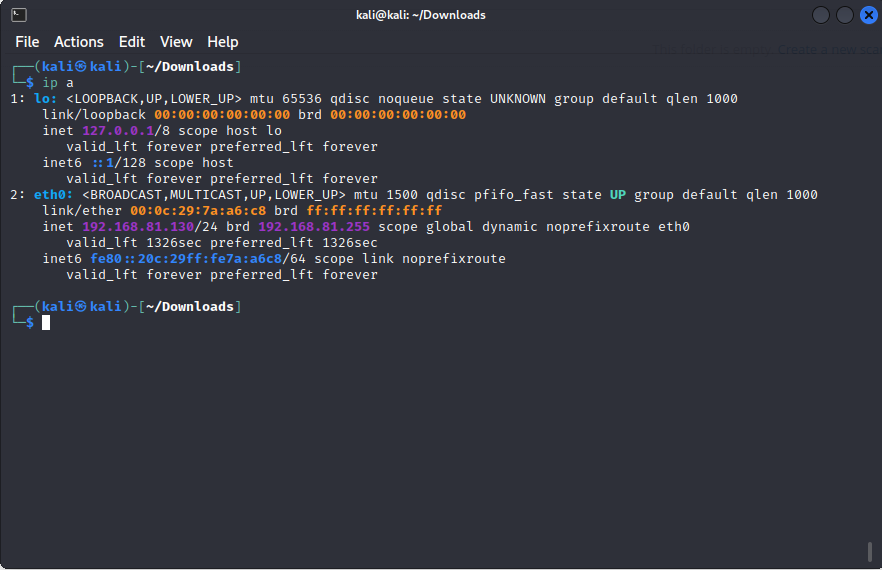 kali@kali: ~/Downloads
File Actions Edit View Help
┌──(kali㉿kali)-[~/Downloads]
└─$ ip a
1: lo: <LOOPBACK,UP,LOWER_UP> mtu 65536 qdisc noqueue state UNKNOWN group default qlen 1000
    link/loopback 00:00:00:00:00:00 brd 00:00:00:00:00:00
    inet 127.0.0.1/8 scope host lo
       valid_lft forever preferred_lft forever
    inet6 ::1/128 scope host
       valid_lft forever preferred_lft forever
2: eth0: <BROADCAST,MULTICAST,UP,LOWER_UP> mtu 1500 qdisc pfifo_fast state UP group default qlen 1000
    link/ether 00:0c:29:7a:a6:c8 brd ff:ff:ff:ff:ff:ff
    inet 192.168.81.130/24 brd 192.168.81.255 scope global dynamic noprefixroute eth0
       valid_lft 1326sec preferred_lft 1326sec
    inet6 fe80::20c:29ff:fe7a:a6c8/64 scope link noprefixroute
       valid_lft forever preferred_lft forever
┌──(kali㉿kali)-[~/Downloads]
└─$